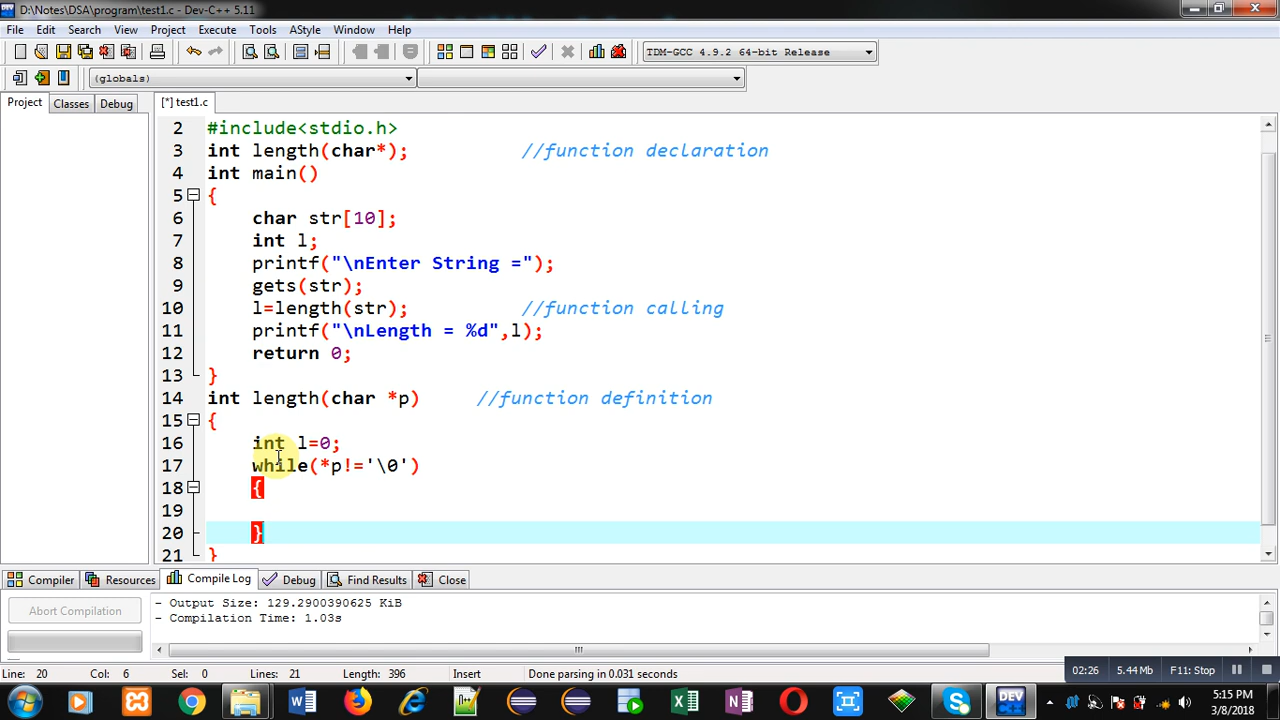 D:\Notes\DSA\program\test1.c - Dev-C++ 5.11
File Edit Search View Project Execute Tools AStyle Window Help
TDM-GCC 4.9.2 64-bit Release
(globals)
Project Classes Debug [*] test1.c
2 #include<stdio.h>
3 int length(char*); //function declaration
4 int main()
5 {
6 char str[10];
7 int l;
8 printf("\nEnter String =");
9 gets(str);
10 l=length(str); //function calling
11 printf("\nLength = %d",l);
12 return 0;
13 }
14 int length(char *p) //function definition
15 {
16 int l=0;
17 while(*p!='\0')
18 {
19
20 }
21 }
Compiler Resources Compile Log Debug Find Results Close
Abort Compilation
- Output Size: 129.2900390625 KiB
- Compilation Time: 1.03s
Line: 20 Col: 6 Sel: 0 Lines: 21 Length: 396 Insert Done parsing in 0.031 seconds
02:26 5.44 Mb F11: Stop
DEV C++
5:15 PM
3/8/2018